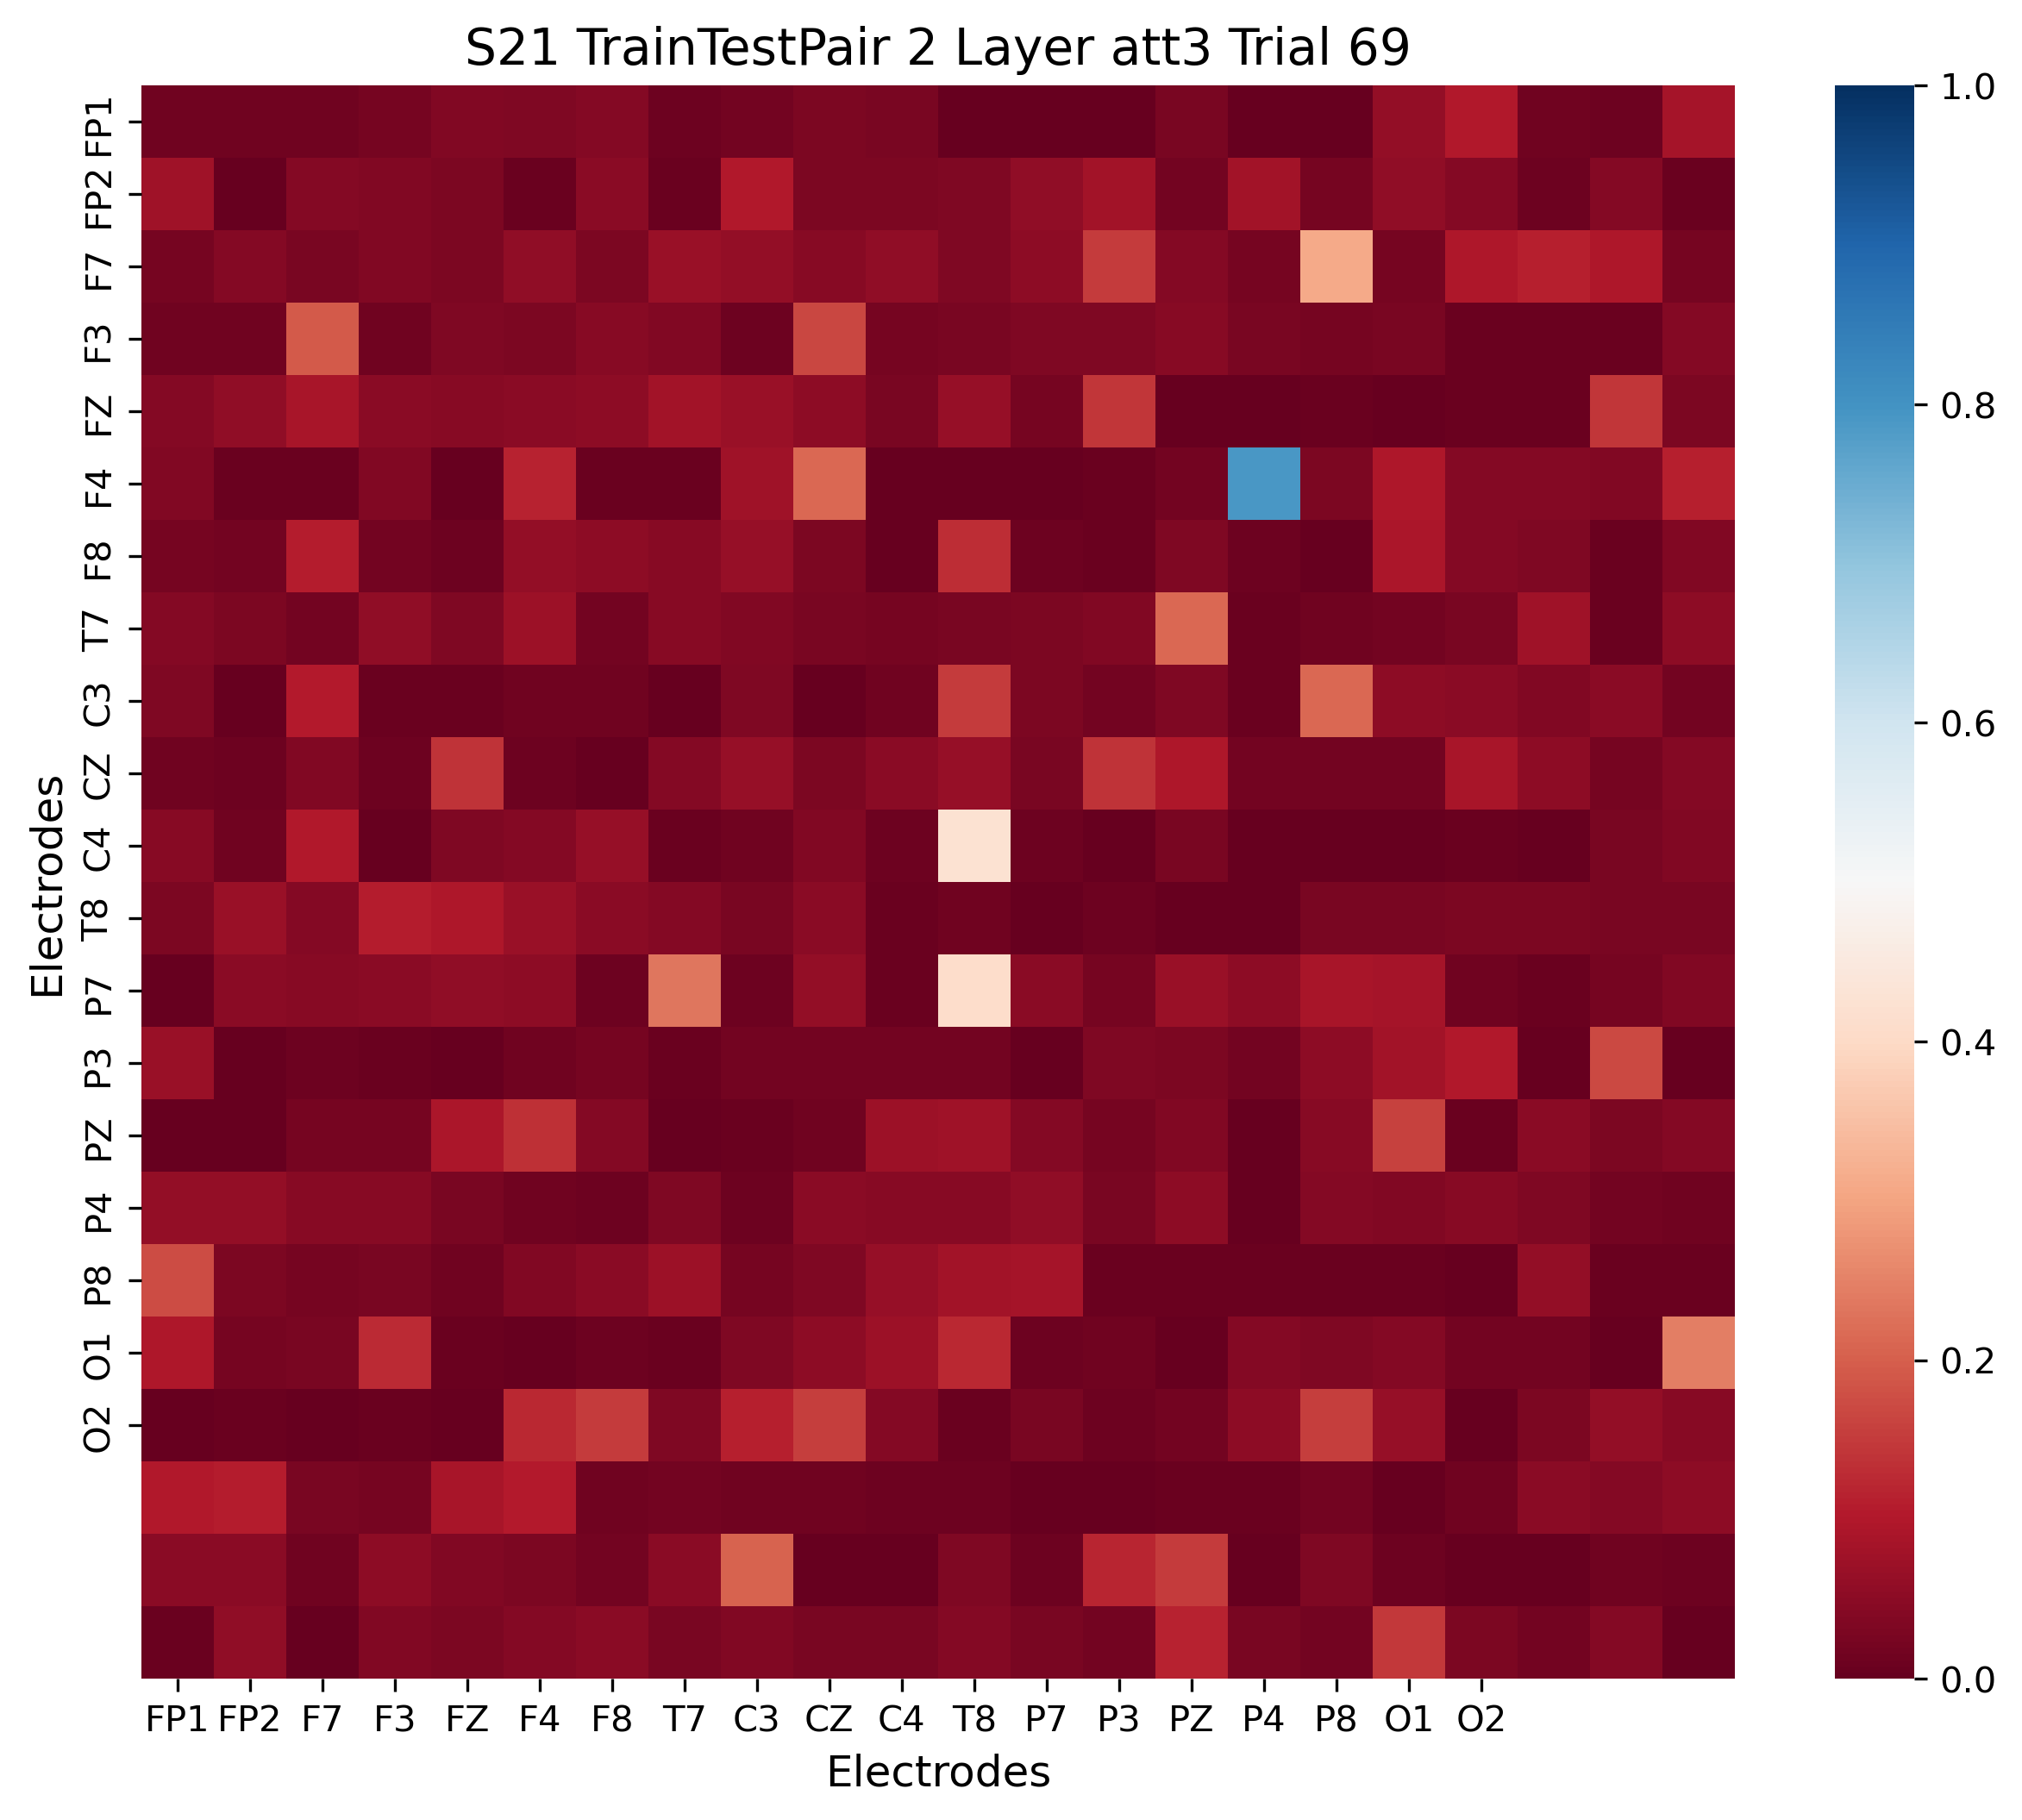 S21 TrainTestPair 2 Layer att3 Trial 69
Electrodes
FP1
FP2
F7
F3
FZ
F4
F8
T7
C3
CZ
C4
T8
P7
P3
PZ
P4
P8
O1
O2
FP1 FP2 F7 F3 FZ F4 F8 T7 C3 CZ C4 T8 P7 P3 PZ P4 P8 O1 O2
Electrodes
1.0
0.8
0.6
0.4
0.2
0.0